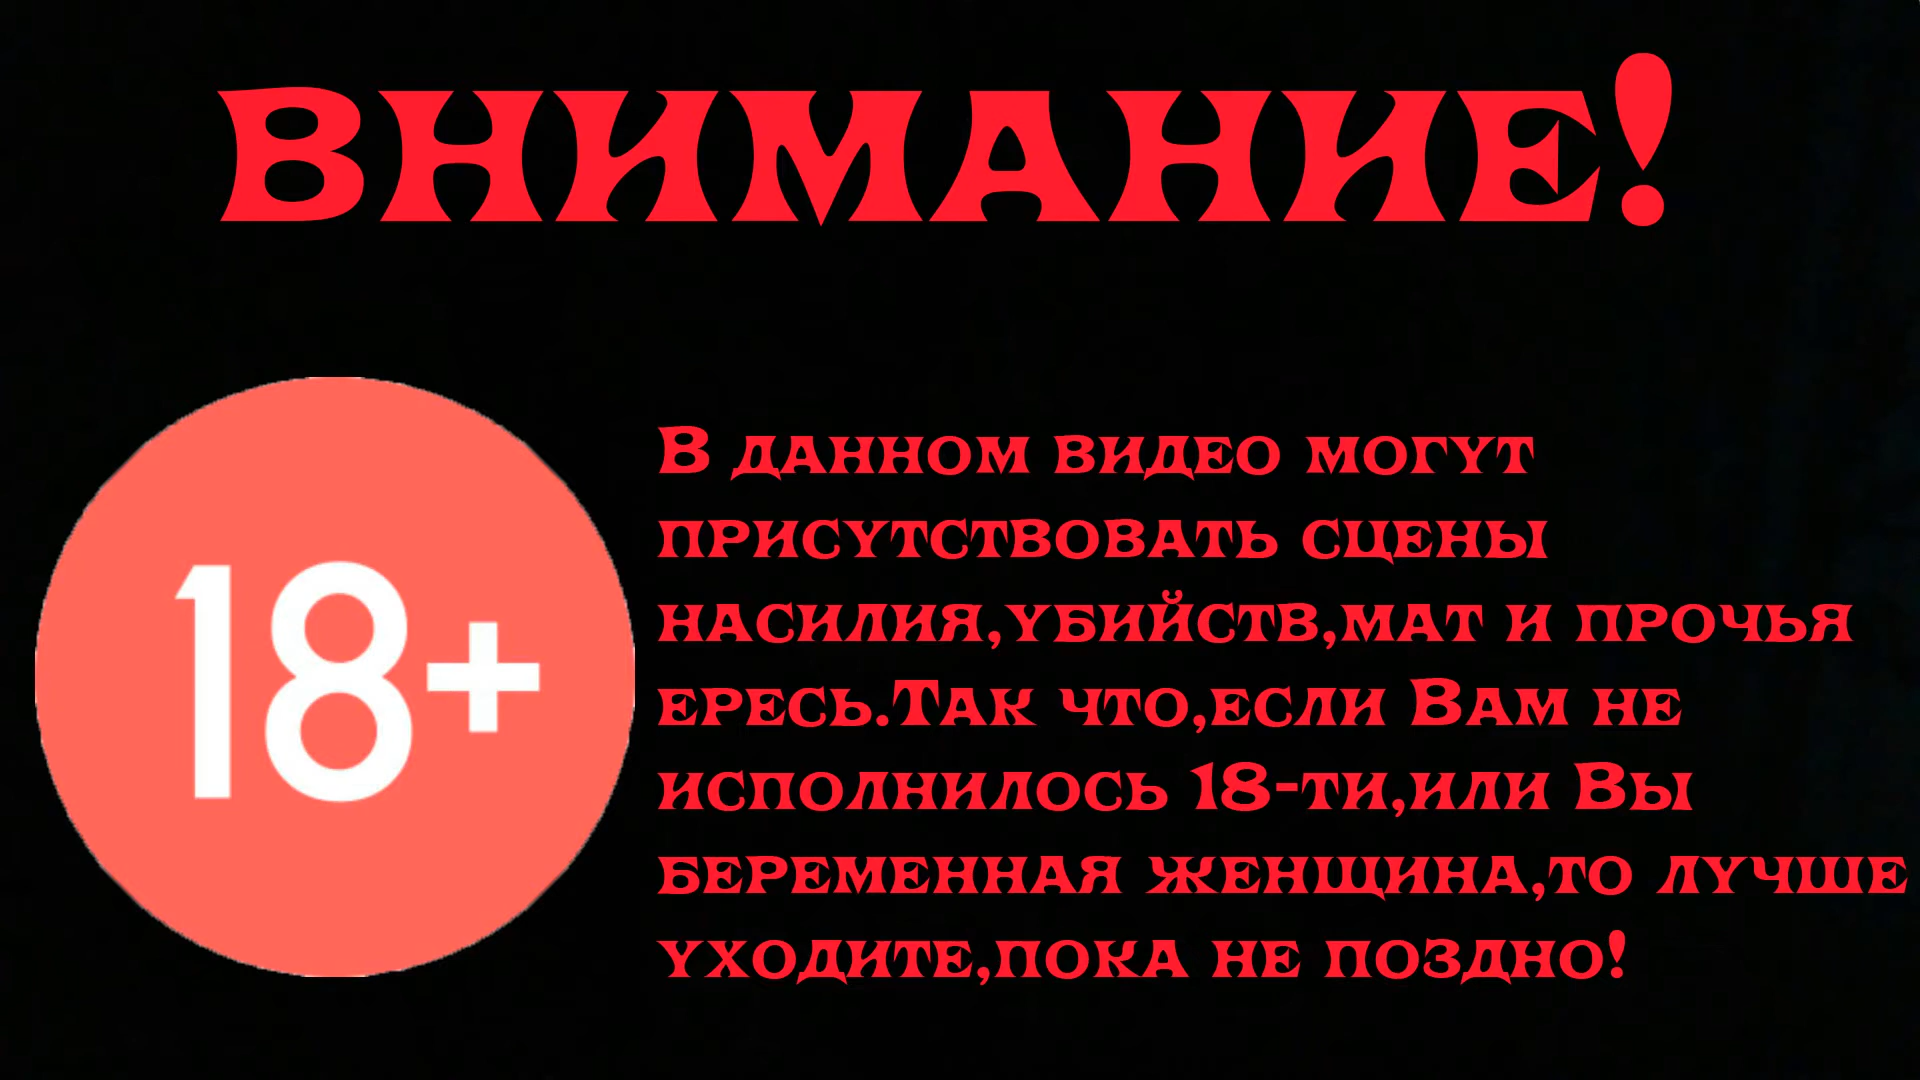 ВНИМАНИЕ!
18+
В данном видео могут
присутствовать сцены
насилия,убийств,мат и прочья
ересь.Так что,если Вам не
исполнилось 18-ти,или Вы
беременная женщина,то лучше
уходите,пока не поздно!